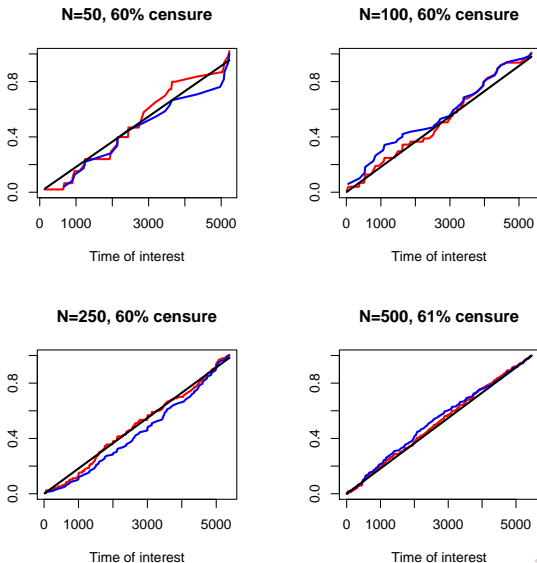 N=50, 60% censure
N=100, 60% censure
0.0 0.4 0.8
0.0 0.4 0.8
0 1000 3000 5000
0 1000 3000 5000
Time of interest
Time of interest
N=250, 60% censure
N=500, 61% censure
0.0 0.4 0.8
0.0 0.4 0.8
0 1000 3000 5000
0 1000 3000 5000
Time of interest
Time of interest